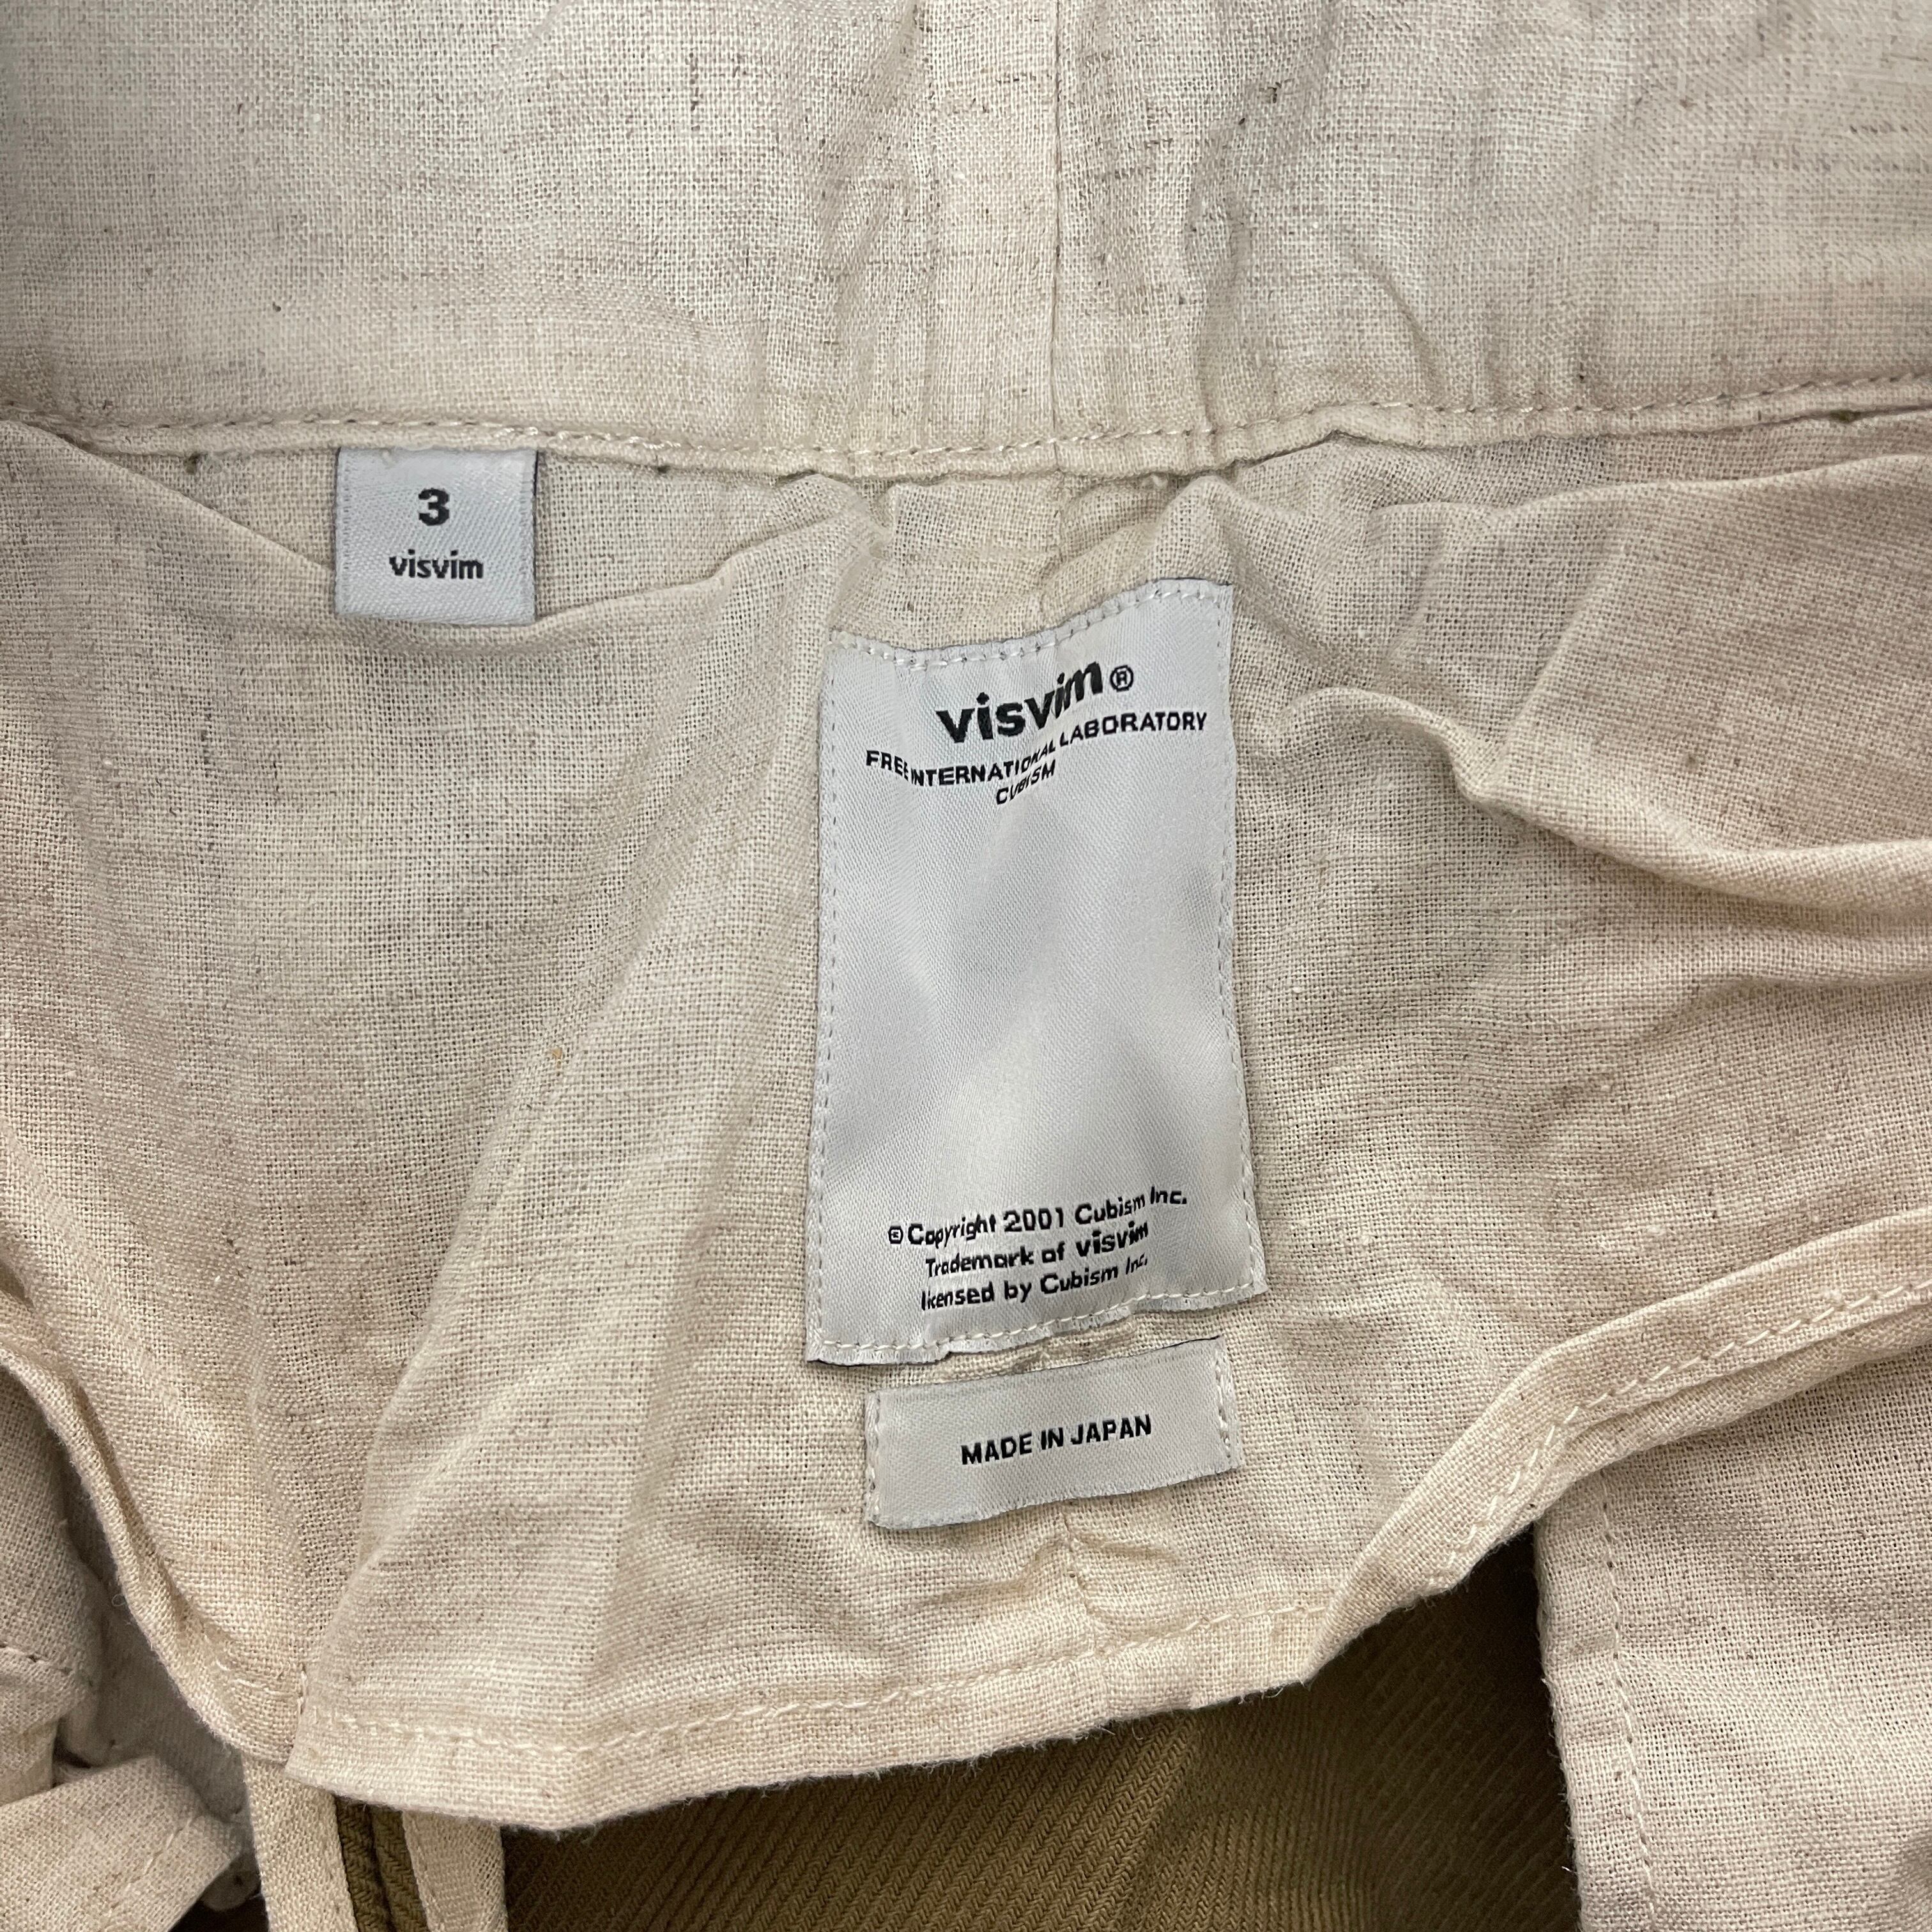 3
visvim
visvim®
FREE INTERNATIONAL LABORATORY
CUBISM
© Copyright 2001 Cubism Inc.
Trademark of visvim
licensed by Cubism Inc.
MADE IN JAPAN